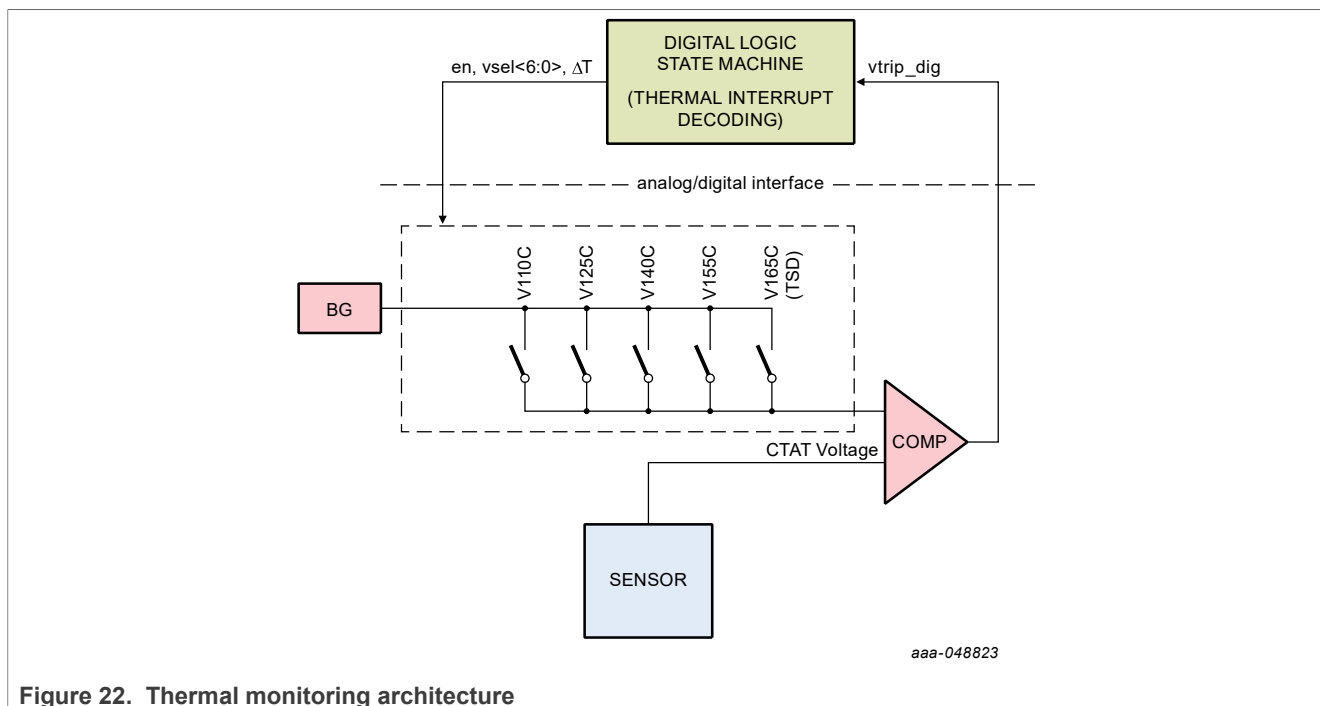 DIGITAL LOGIC
STATE MACHINE
(THERMAL INTERRUPT
DECODING)
en, vsel<6:0>, ΔT
vtrip_dig
analog/digital interface
V110C
V125C
V140C
V155C
V165C
(TSD)
BG
COMP
CTAT Voltage
SENSOR
aaa-048823
Figure 22. Thermal monitoring architecture